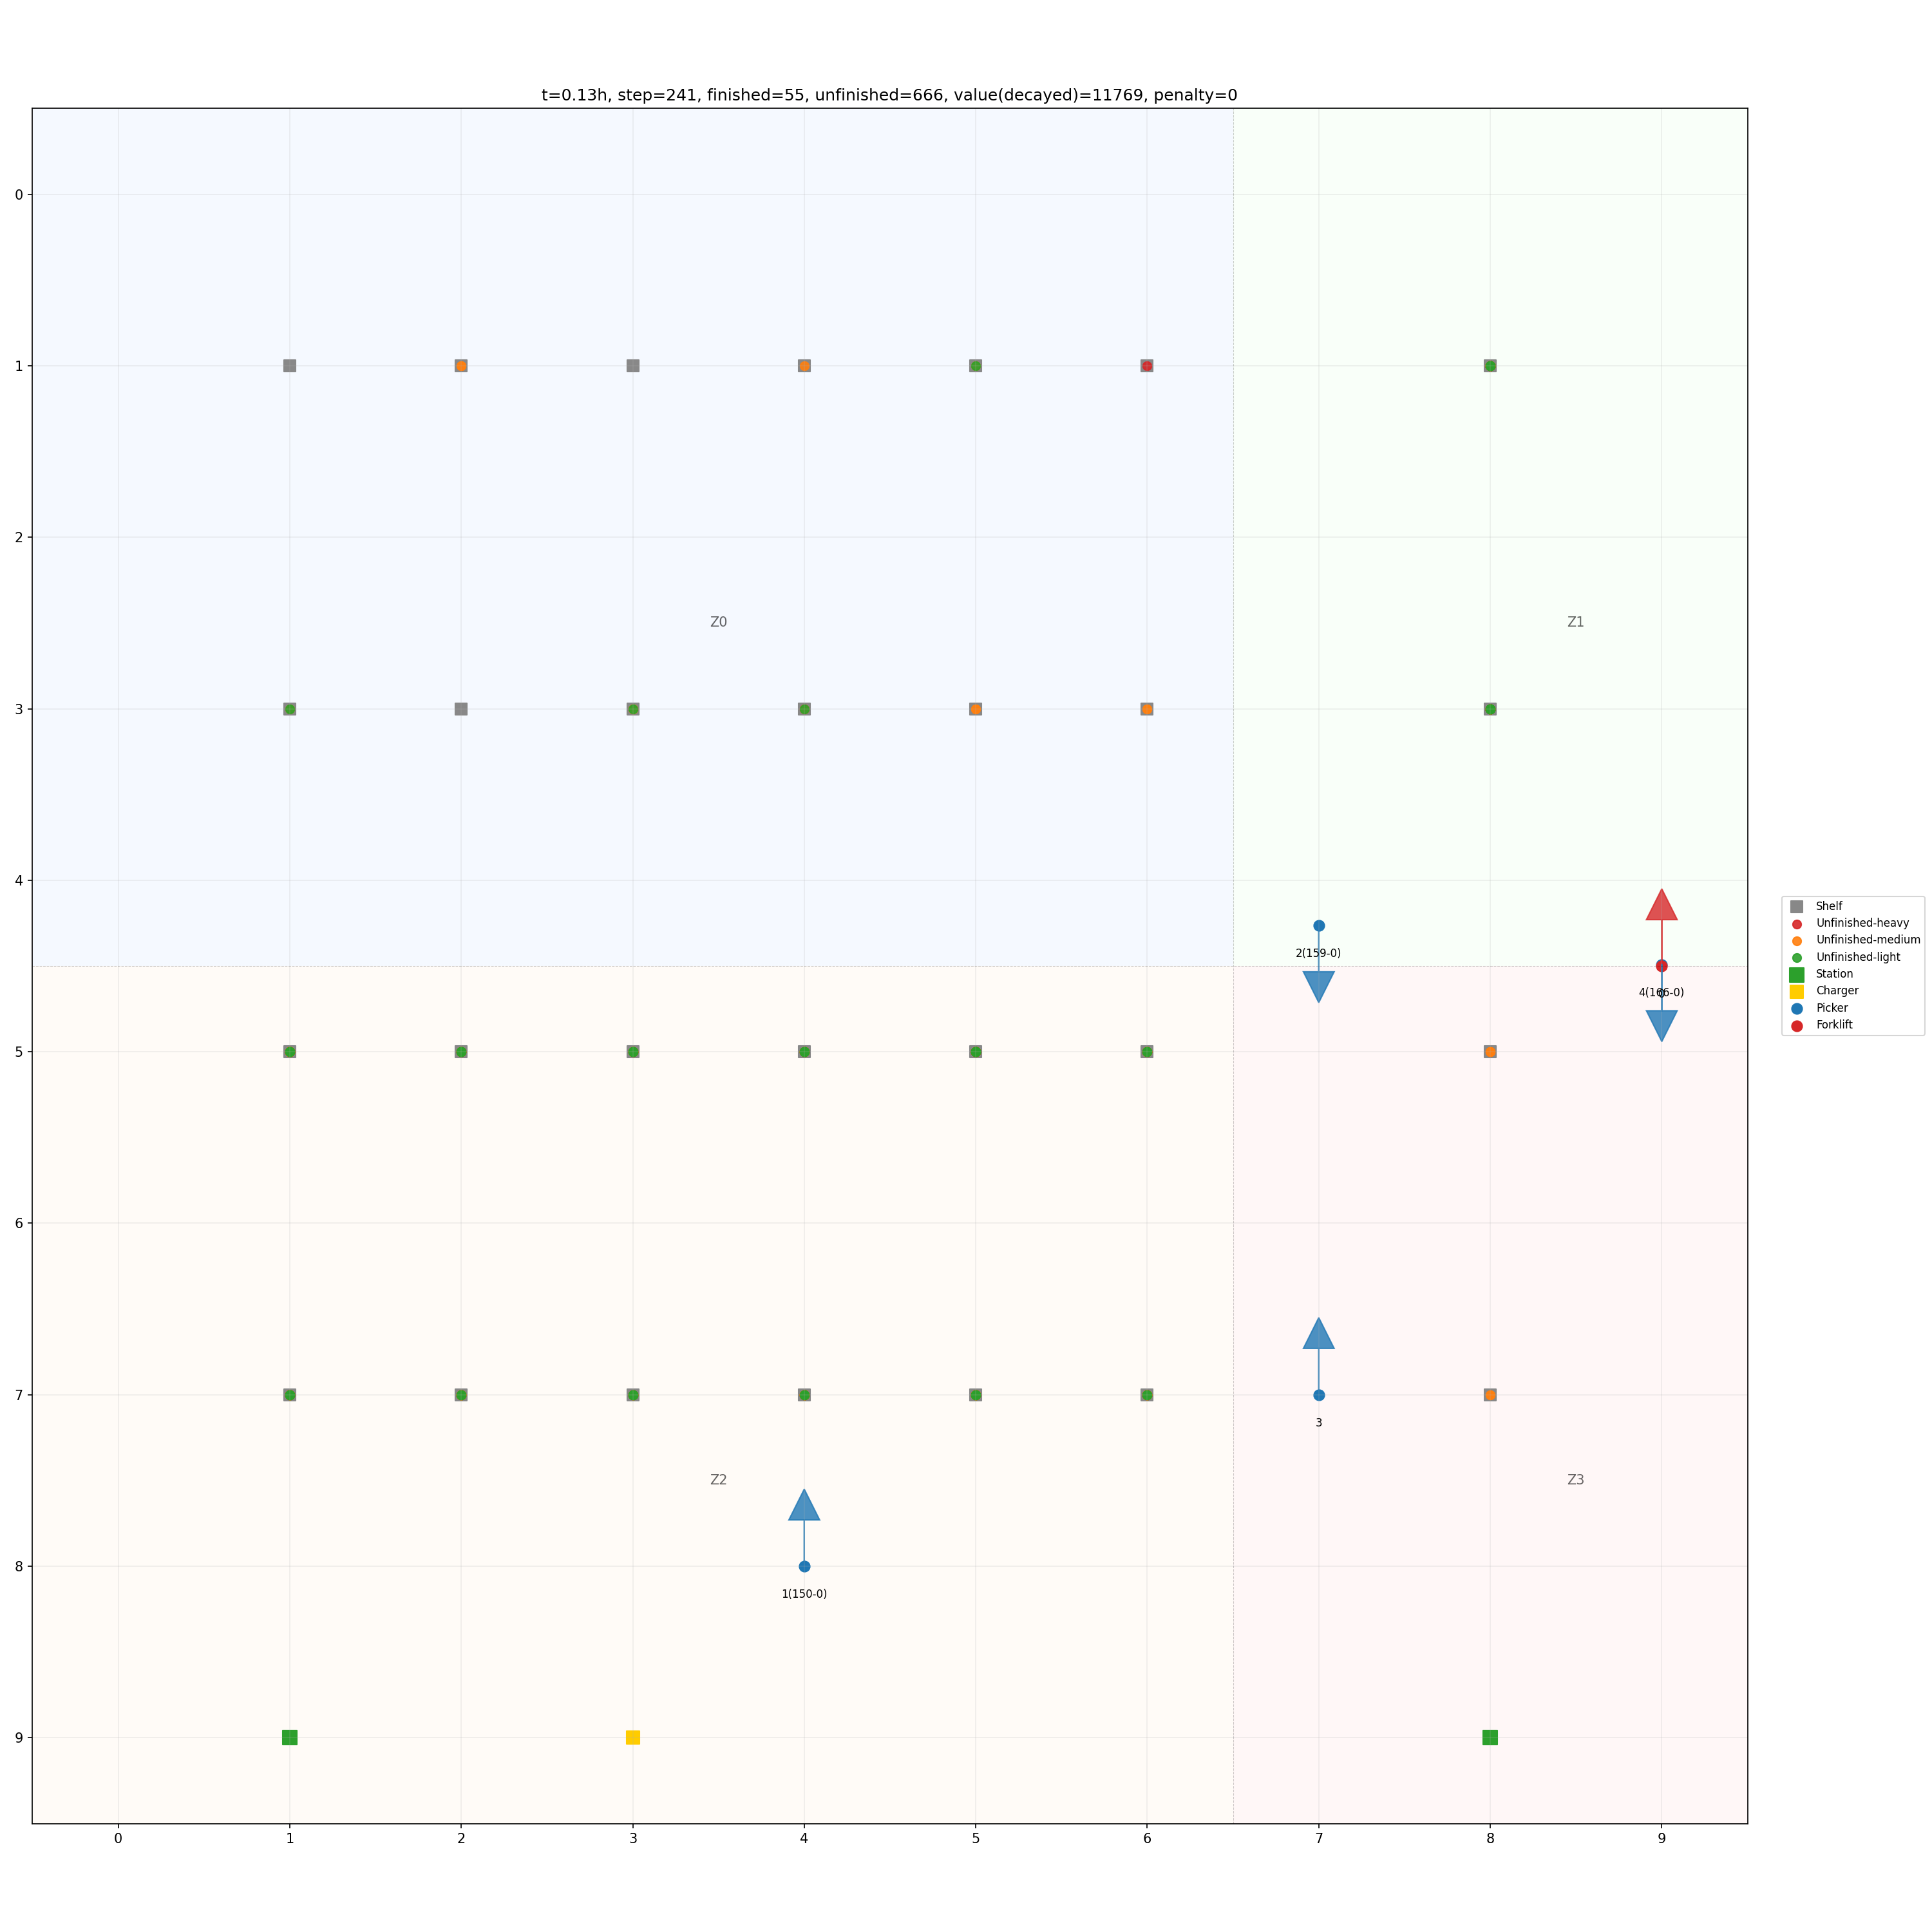 t=0.13h, step=241, finished=55, unfinished=666, value(decayed)=11769, penalty=0
0
1
2
Z0
Z1
3
4
2(159-0)
Shelf
Unfinished-heavy
Unfinished-medium
Unfinished-light
Station
Charger
Picker
Forklift
5
6
7
3
Z2
Z3
8
1(150-0)
9
0 1 2 3 4 5 6 7 8 9